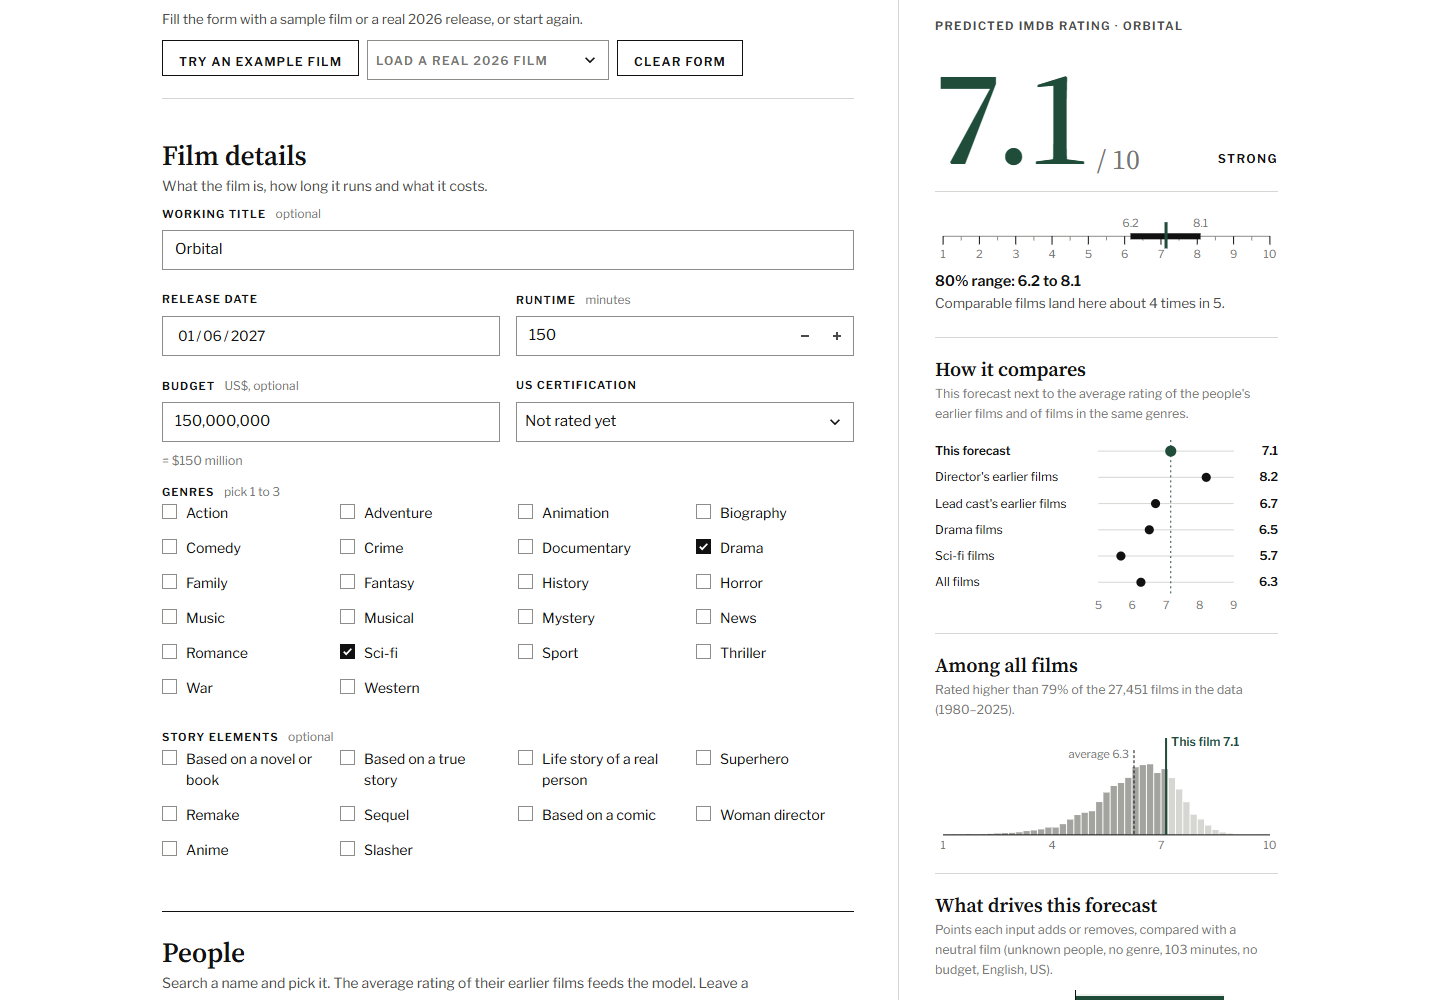 Fill the form with a sample film or a real 2026 release, or start again.
TRY AN EXAMPLE FILM
LOAD A REAL 2026 FILM
CLEAR FORM
Film details
What the film is, how long it runs and what it costs.
WORKING TITLE optional
Orbital
RELEASE DATE
RUNTIME minutes
01/06/2027
150
− +
BUDGET US$, optional
US CERTIFICATION
150,000,000
Not rated yet
= $150 million
GENRES pick 1 to 3
Action
Adventure
Animation
Biography
Comedy
Crime
Documentary
Drama
Family
Fantasy
History
Horror
Music
Musical
Mystery
News
Romance
Sci-fi
Sport
Thriller
War
Western
STORY ELEMENTS optional
Based on a novel or
book
Based on a true
story
Life story of a real
person
Superhero
Remake
Sequel
Based on a comic
Woman director
Anime
Slasher
People
Search a name and pick it. The average rating of their earlier films feeds the model. Leave a
PREDICTED IMDB RATING · ORBITAL
7.1 / 10
STRONG
6.2 8.1
1 2 3 4 5 6 7 8 9 10
80% range: 6.2 to 8.1
Comparable films land here about 4 times in 5.
How it compares
This forecast next to the average rating of the people's
earlier films and of films in the same genres.
This forecast 7.1
Director's earlier films 8.2
Lead cast's earlier films 6.7
Drama films 6.5
Sci-fi films 5.7
All films 6.3
5 6 7 8 9
Among all films
Rated higher than 79% of the 27,451 films in the data
(1980–2025).
This film 7.1
average 6.3
1 4 7 10
What drives this forecast
Points each input adds or removes, compared with a
neutral film (unknown people, no genre, 103 minutes, no
budget, English, US).